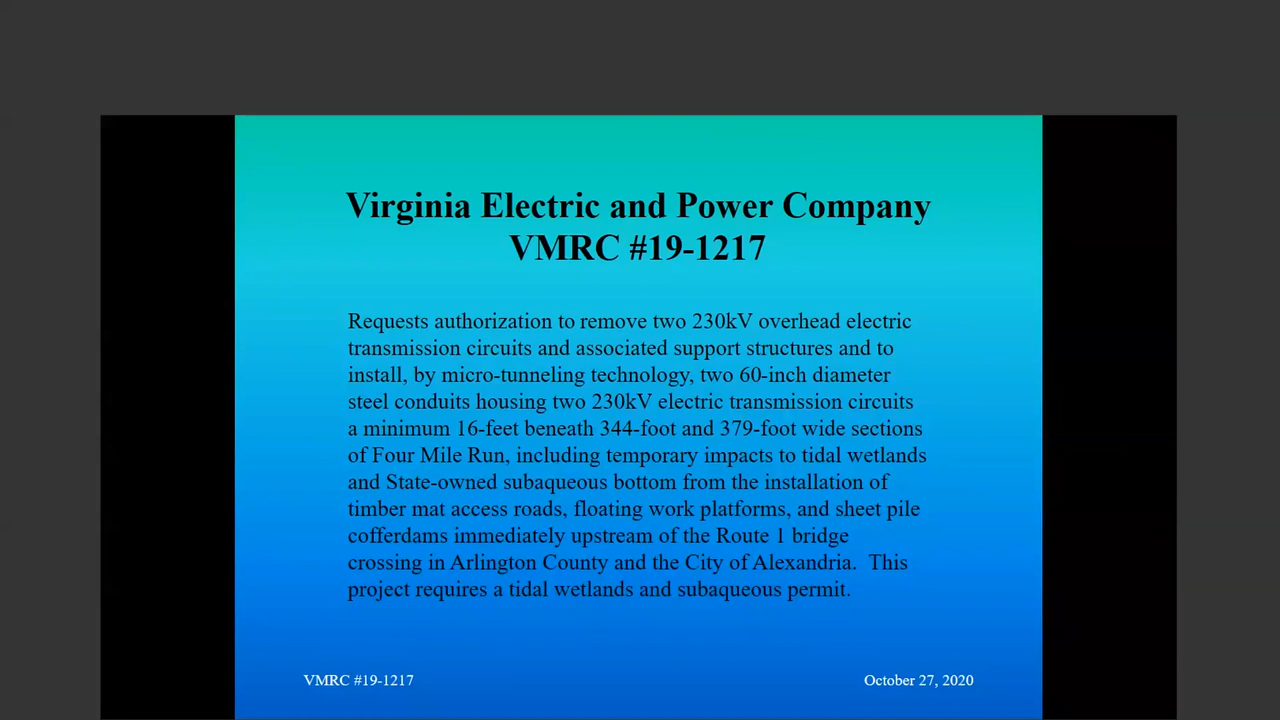 Virginia Electric and Power Company
VMRC #19-1217
Requests authorization to remove two 230kV overhead electric
transmission circuits and associated support structures and to
install, by micro-tunneling technology, two 60-inch diameter
steel conduits housing two 230kV electric transmission circuits
a minimum 16-feet beneath 344-foot and 379-foot wide sections
of Four Mile Run, including temporary impacts to tidal wetlands
and State-owned subaqueous bottom from the installation of
timber mat access roads, floating work platforms, and sheet pile
cofferdams immediately upstream of the Route 1 bridge
crossing in Arlington County and the City of Alexandria.  This
project requires a tidal wetlands and subaqueous permit.
VMRC #19-1217
October 27, 2020